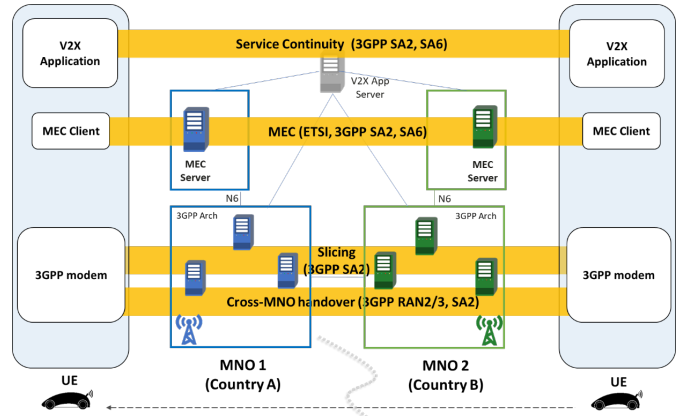 V2X
Application
Service Continuity (3GPP SA2, SA6)
V2X
Application
V2X App
Server
MEC Client
MEC (ETSI, 3GPP SA2, SA6)
MEC Client
MEC
Server
MEC
Server
N6
N6
3GPP Arch
3GPP Arch
3GPP modem
Slicing
(3GPP SA2)
3GPP modem
Cross-MNO handover (3GPP RAN2/3, SA2)
MNO 1
(Country A)
MNO 2
(Country B)
UE
UE